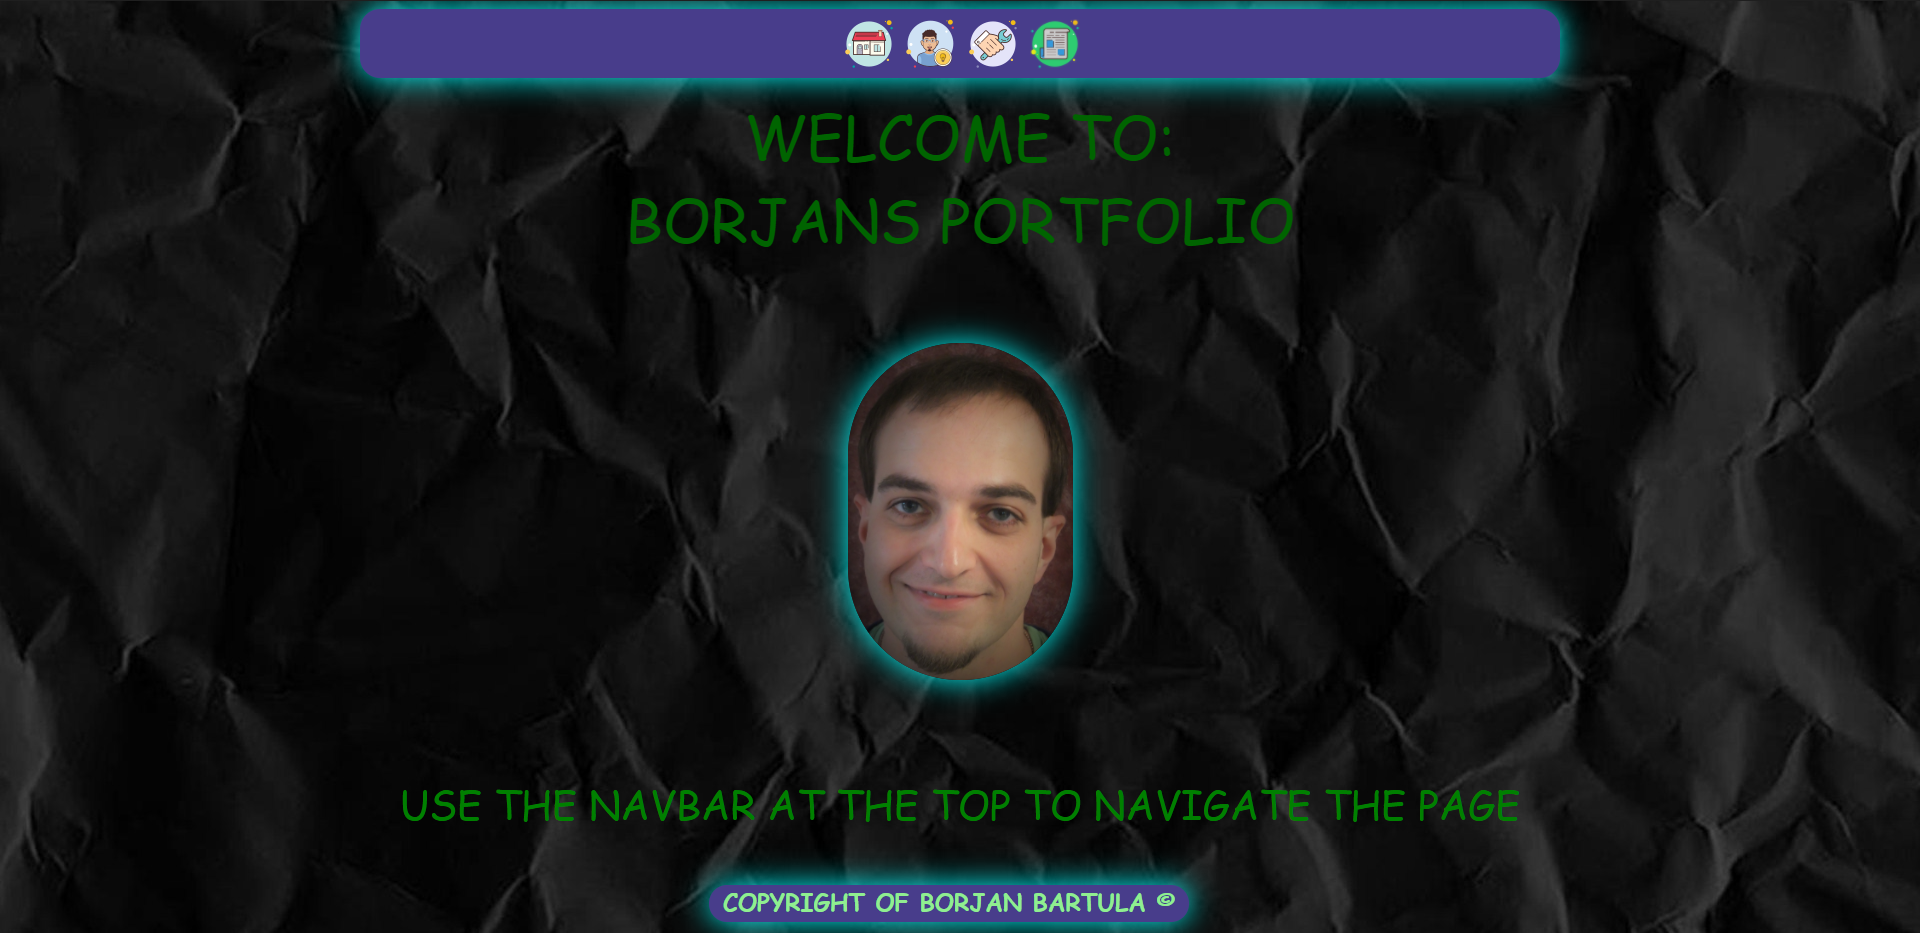 WELCOME TO:
BORJANS PORTFOLIO
USE THE NAVBAR AT THE TOP TO NAVIGATE THE PAGE
COPYRIGHT OF BORJAN BARTULA ©